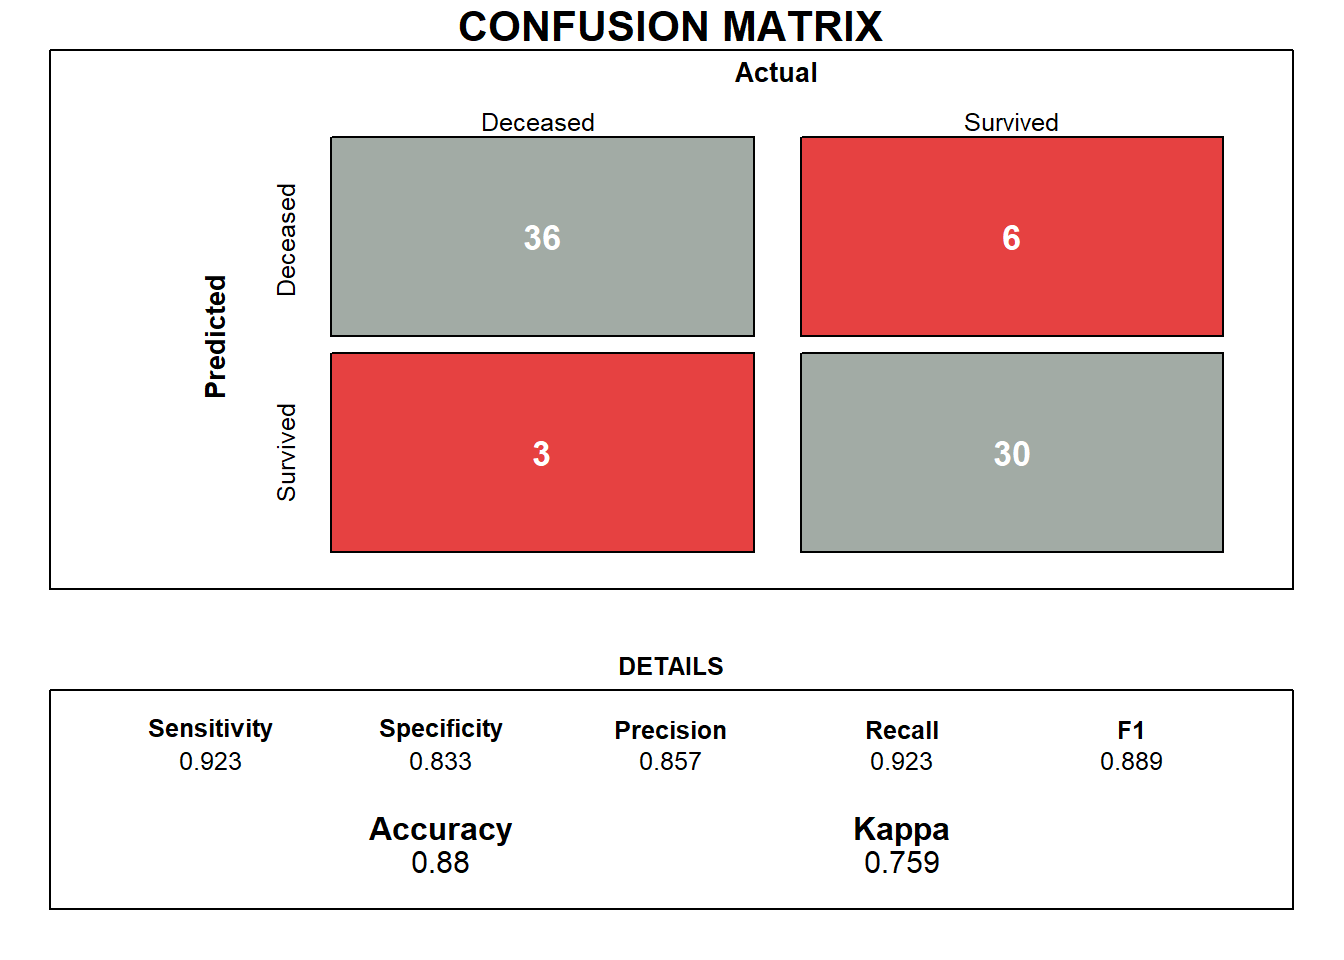 CONFUSION MATRIX
Actual
Deceased Survived
Predicted
Deceased
36 6
Survived
3 30
DETAILS
Sensitivity Specificity Precision Recall F1
0.923 0.833 0.857 0.923 0.889
Accuracy Kappa
0.88 0.759